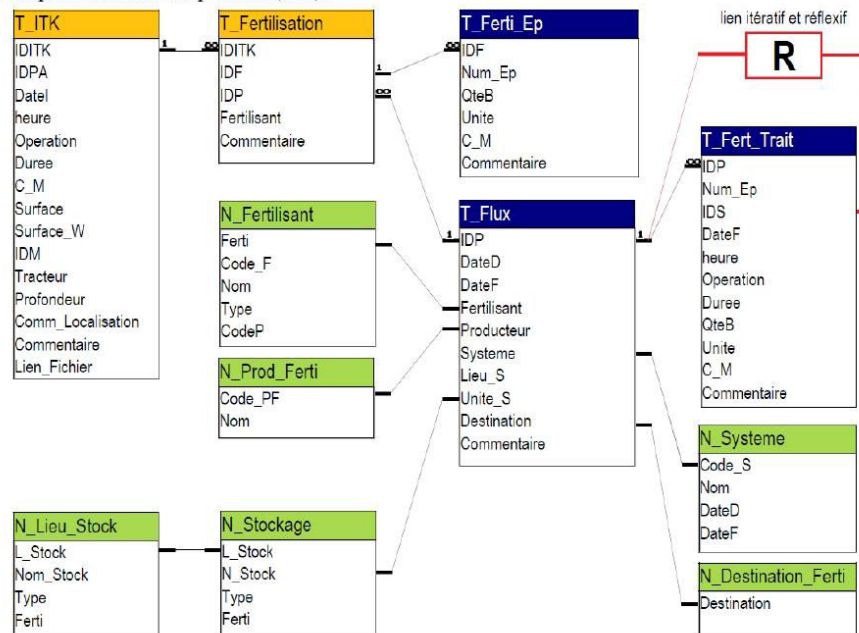 T_ITK
IDITK
IDPA
DateI
heure
Operation
Duree
C_M
Surface
Surface_W
IDM
Tracteur
Profondeur
Comm_Localisation
Commentaire
Lien_Fichier
1
∞
T_Fertilisation
IDITK
IDF
IDP
Fertilisant
Commentaire
1
∞
∞
T_Ferti_Ep
IDF
Num_Ep
QteB
Unite
C_M
Commentaire
lien itératif et réflexif
R
T_Fert_Trait
∞
IDP
Num_Ep
IDS
DateF
heure
Operation
Duree
QteB
Unite
C_M
Commentaire
N_Fertilisant
Ferti
Code_F
Nom
Type
CodeP
T_Flux
1
1
IDP
DateD
DateF
Fertilisant
Producteur
Systeme
Lieu_S
Unite_S
Destination
Commentaire
N_Prod_Ferti
Code_PF
Nom
N_Systeme
Code_S
Nom
DateD
DateF
N_Lieu_Stock
L_Stock
Nom_Stock
Type
Ferti
N_Stockage
L_Stock
N_Stock
Type
Ferti
N_Destination_Ferti
Destination